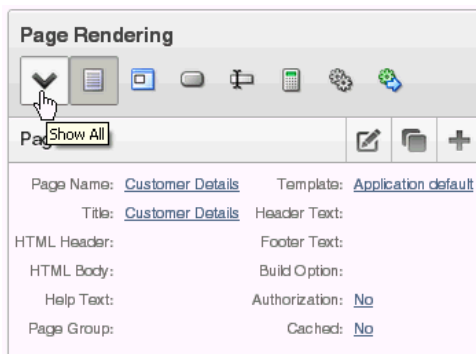 Page Rendering
Show All
Page Name: Customer Details Template: Application default
Title: Customer Details Header Text:
HTML Header: Footer Text:
HTML Body: Build Option:
Help Text: Authorization: No
Page Group: Cached: No